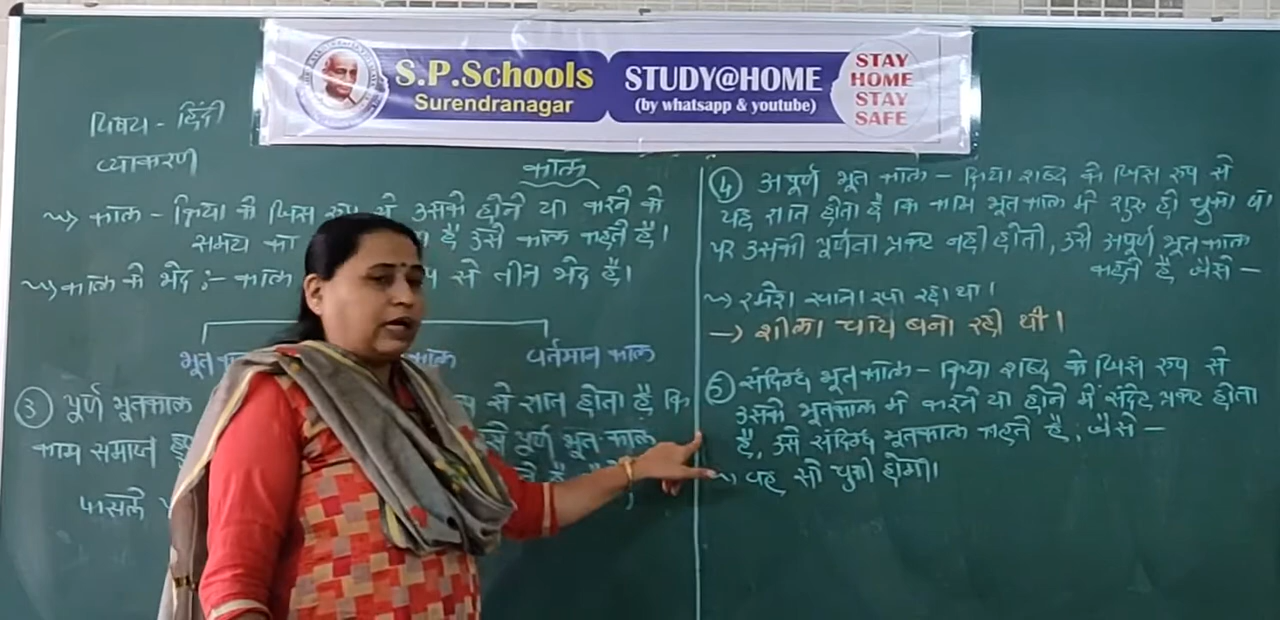 S.P.Schools
Surendranagar
STUDY@HOME
(by whatsapp & youtube)
STAY
HOME
STAY
SAFE
विषय - हिंदी
व्याकरण
काल
काल - क्रिया के जिस रूप से उसके होने या करने के
समय का है उसे काल कहते है।
काल के भेद :- काल से तीन भेद है।
भूत काल वर्तमान काल
③ पूर्ण भूतकाल से ज्ञात होता है कि
काम समाप्त पूर्ण भूत-काल
④ अपूर्ण भूत काल - क्रिया शब्द के जिस रूप से
यह ज्ञात होता है कि काम भूतकाल में शुरू हो चुका था
पर उसकी पूर्णता प्रकट नही होती, उसे अपूर्ण भूतकाल
कहते है जैसे -
रमेश खाना खा रहा था।
शीला चाय बना रही थी।
⑤ संदिग्ध भूतकाल - क्रिया शब्द के जिस रूप से
उसके भूतकाल में करने या होने में संदेह प्रकट होता
है, उसे संदिग्ध भूतकाल कहते है, जैसे -
वह सो चुकी होगी।